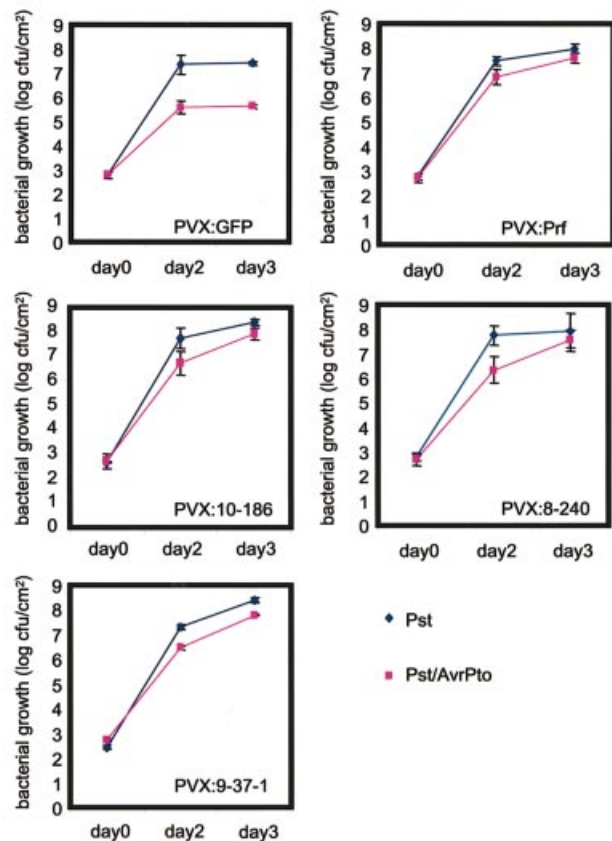 bacterial growth (log cfu/cm²)
9
8
7
6
5
4
3
2
1
0
PVX:GFP
day0 day2 day3
bacterial growth (log cfu/cm²)
9
8
7
6
5
4
3
2
1
0
PVX:Prf
day0 day2 day3
bacterial growth (log cfu/cm²)
9
8
7
6
5
4
3
2
1
0
PVX:10-186
day0 day2 day3
bacterial growth (log cfu/cm²)
9
8
7
6
5
4
3
2
1
0
PVX:8-240
day0 day2 day3
bacterial growth (log cfu/cm²)
9
8
7
6
5
4
3
2
1
0
PVX:9-37-1
day0 day2 day3
Pst
Pst/AvrPto